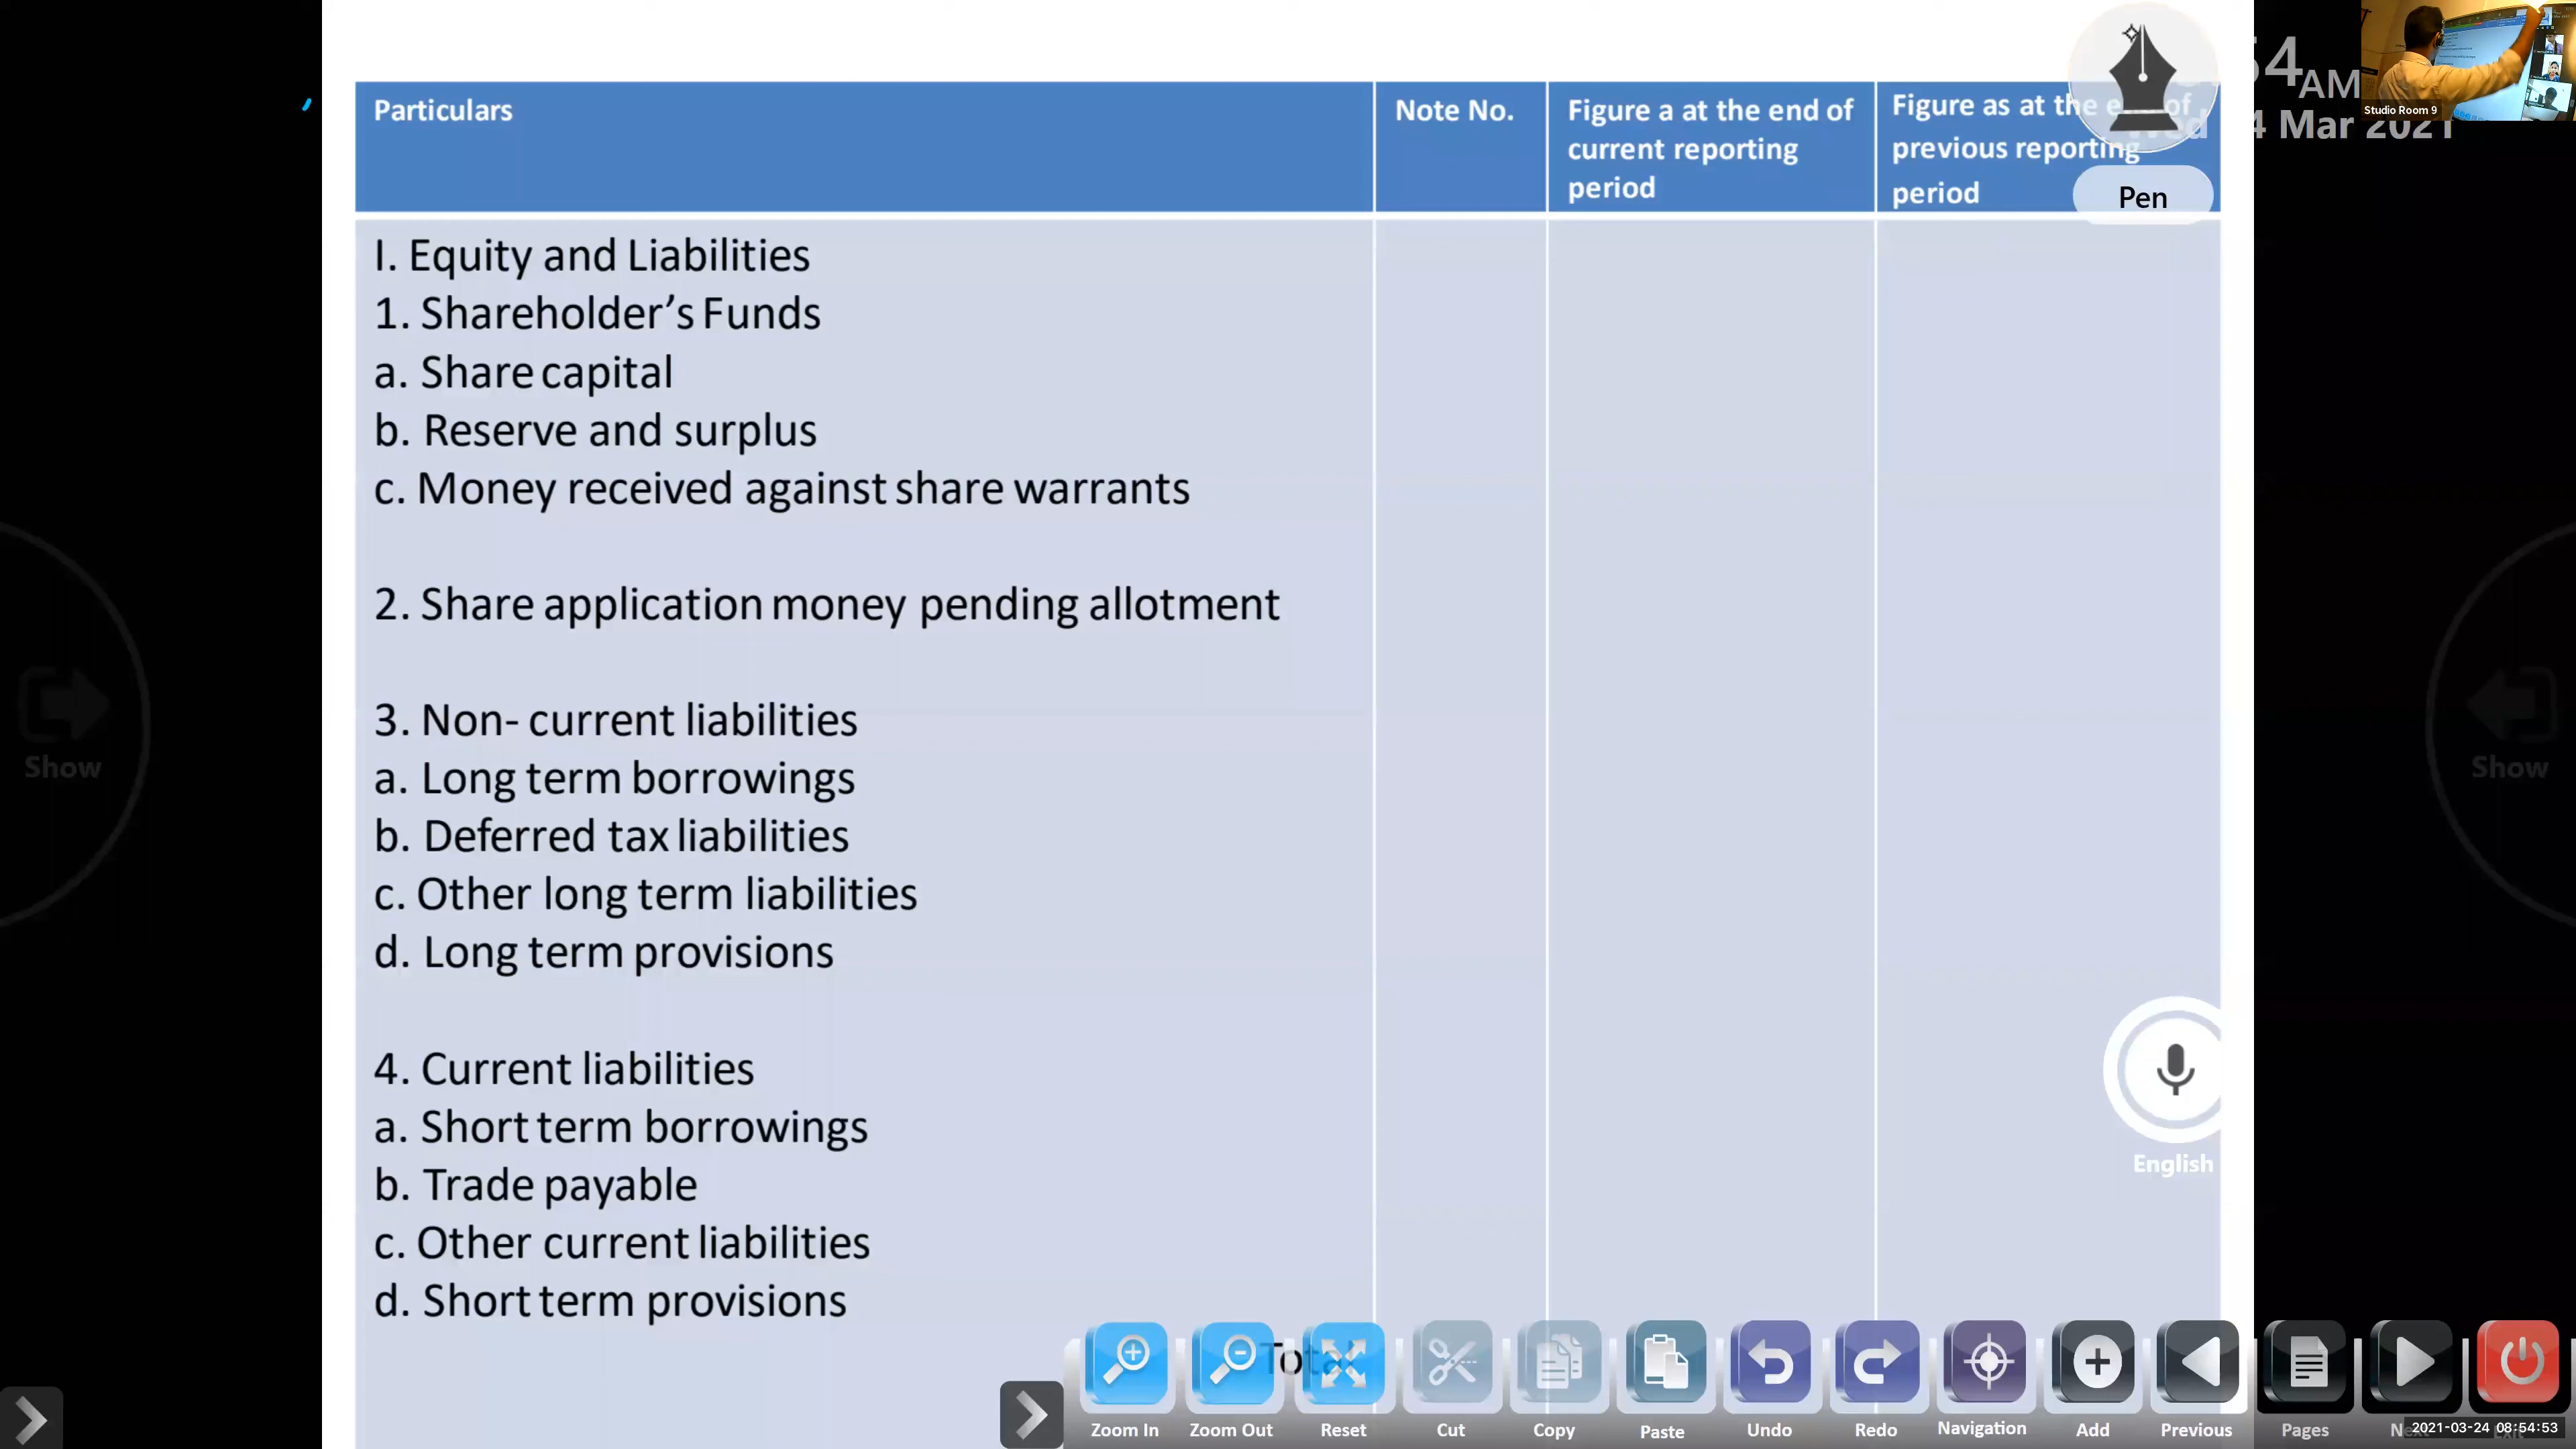 Particulars
Note No.
Figure a at the end of
current reporting
period
Figure as at the
previous reporting
period
Pen
54 AM
Mar 2021
Studio Room 9
I. Equity and Liabilities
1. Shareholder's Funds
a. Share capital
b. Reserve and surplus
c. Money received against share warrants
2. Share application money pending allotment
3. Non- current liabilities
a. Long term borrowings
b. Deferred tax liabilities
c. Other long term liabilities
d. Long term provisions
4. Current liabilities
a. Short term borrowings
b. Trade payable
c. Other current liabilities
d. Short term provisions
Show
Show
English
Zoom In
Zoom Out
Reset
Cut
Copy
Paste
Undo
Redo
Navigation
Add
Previous
Pages
2021-03-24 08:54:53